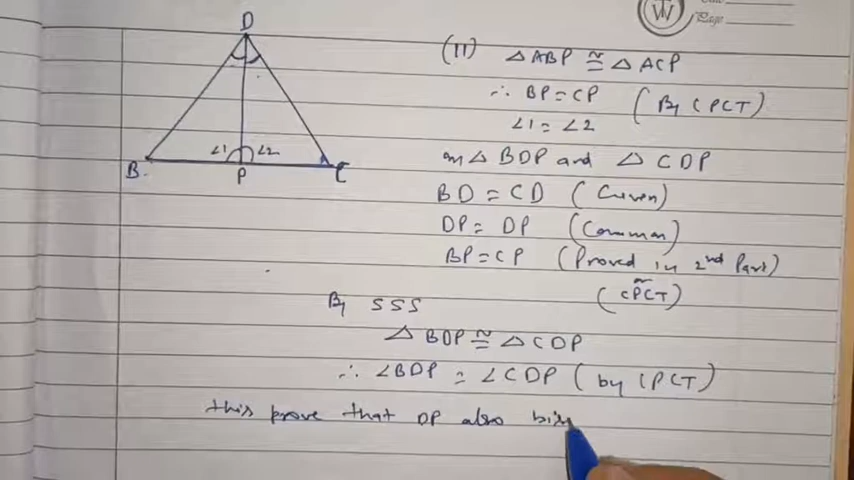 Page
D
∠1 ∠2
B P C
(11) △ABP ≅ △ACP
∴ BP = CP (By CPCT)
∠1 = ∠2
in △ BDP and △ CDP
BD = CD (Given)
DP = DP (Common)
BP = CP (Proved in 2nd Part)
(CPCT)
By SSS
△ BDP ≅ △ CDP
∴ ∠BDP = ∠CDP (by CPCT)
this prove that DP also